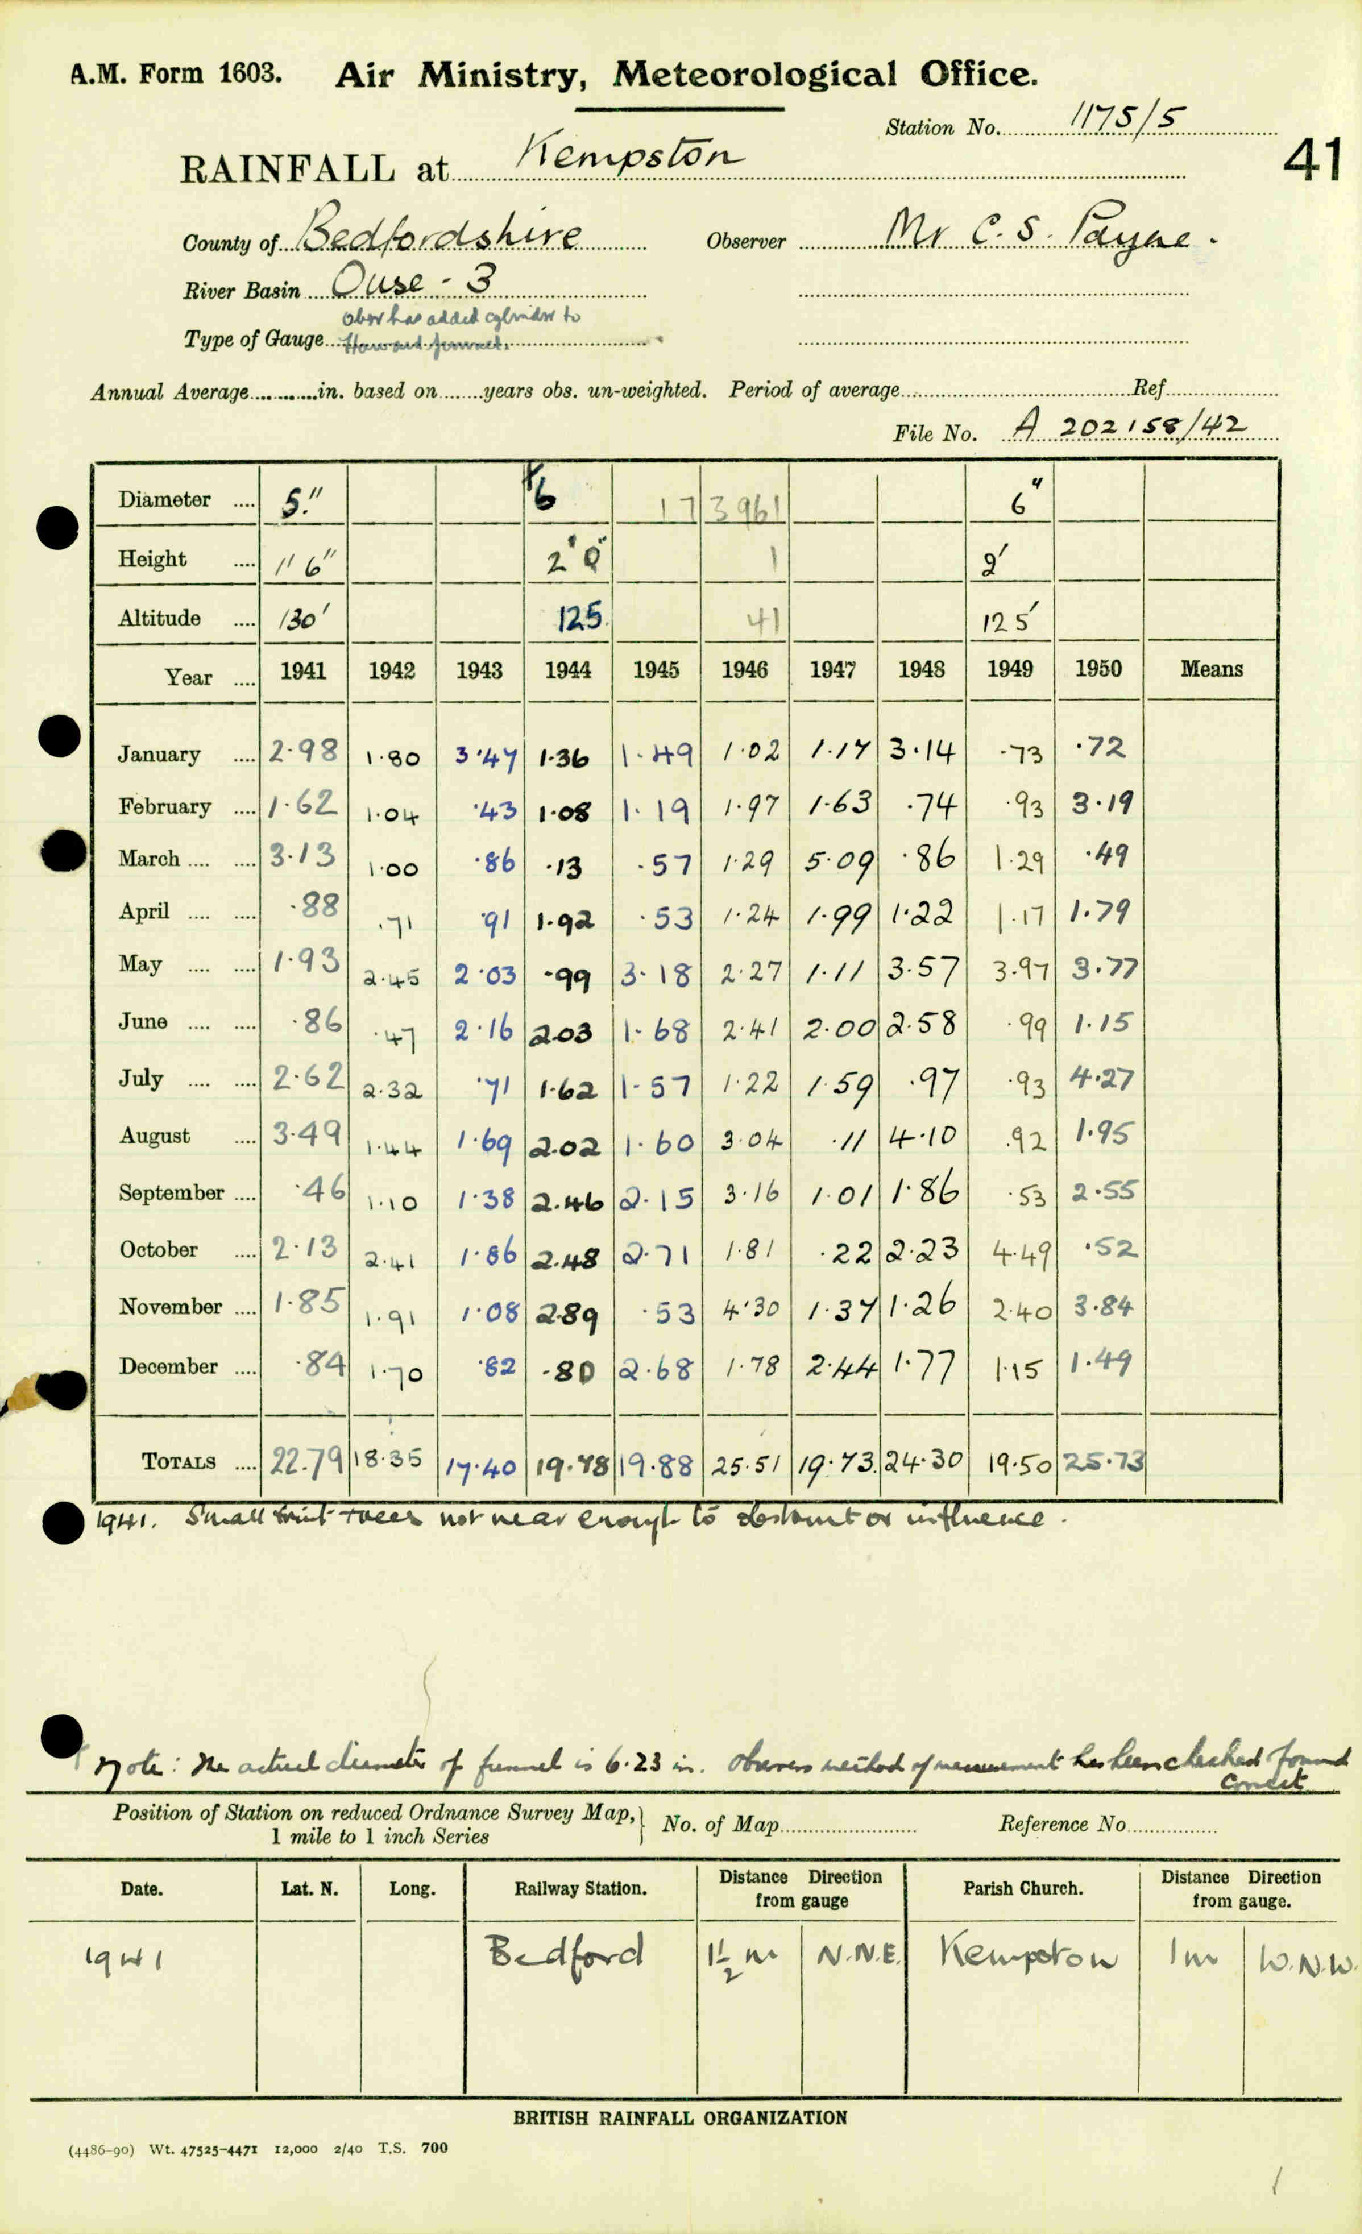 A.M. Form 1603. Air Ministry, Meteorological Office.
Station No. 1175/5
41
RAINFALL at Kempston
County of Bedfordshire Observer Mr C. S. Payne.
River Basin Ouse - 3
Obsr has added cylinder to
Type of Gauge Howard funnel.
Annual Average in. based on years obs. un-weighted. Period of average Ref
File No. A 202158/42
Diameter 5" +6 173961 6"
Height 1' 6" 2' 0" 1 2'
Altitude 130' 125 41 125'
Year 1941 1942 1943 1944 1945 1946 1947 1948 1949 1950 Means
January 2.98 1.80 3.47 1.36 1.49 1.02 1.17 3.14 .73 .72
February 1.62 1.04 .43 1.08 1.19 1.97 1.63 .74 .93 3.19
March 3.13 1.00 .86 .13 .57 1.29 5.09 .86 1.29 .49
April .88 .71 .91 1.92 .53 1.24 1.99 1.22 1.17 1.79
May 1.93 2.45 2.03 .99 3.18 2.27 1.11 3.57 3.97 3.77
June .86 .47 2.16 2.03 1.68 2.41 2.00 2.58 .99 1.15
July 2.62 2.32 .71 1.62 1.57 1.22 1.59 .97 .93 4.27
August 3.49 1.44 1.69 2.02 1.60 3.04 .11 4.10 .92 1.95
September .46 1.10 1.38 2.46 2.15 3.16 1.01 1.86 .53 2.55
October 2.13 2.41 1.86 2.48 2.71 1.81 .22 2.23 4.49 .52
November 1.85 1.91 1.08 2.89 .53 4.30 1.37 1.26 2.40 3.84
December .84 1.70 .82 .80 2.68 1.78 2.44 1.77 1.15 1.49
TOTALS 22.79 18.35 17.40 19.78 19.88 25.51 19.73 24.30 19.50 25.73
1941. Small fruit trees not near enough to obstruct or influence.
+ Note: The actual diameter of funnel is 6.23 in. Observers method of measurement has been checked & found
correct
Position of Station on reduced Ordnance Survey Map, 1 mile to 1 inch Series } No. of Map Reference No
Date. Lat. N. Long. Railway Station. Distance Direction from gauge Parish Church. Distance Direction from gauge.
1941 Bedford 1½ m N.N.E. Kempston 1m W.N.W.
BRITISH RAINFALL ORGANIZATION
(4486-90) Wt. 47525-4471 12,000 2/40 T.S. 700
1